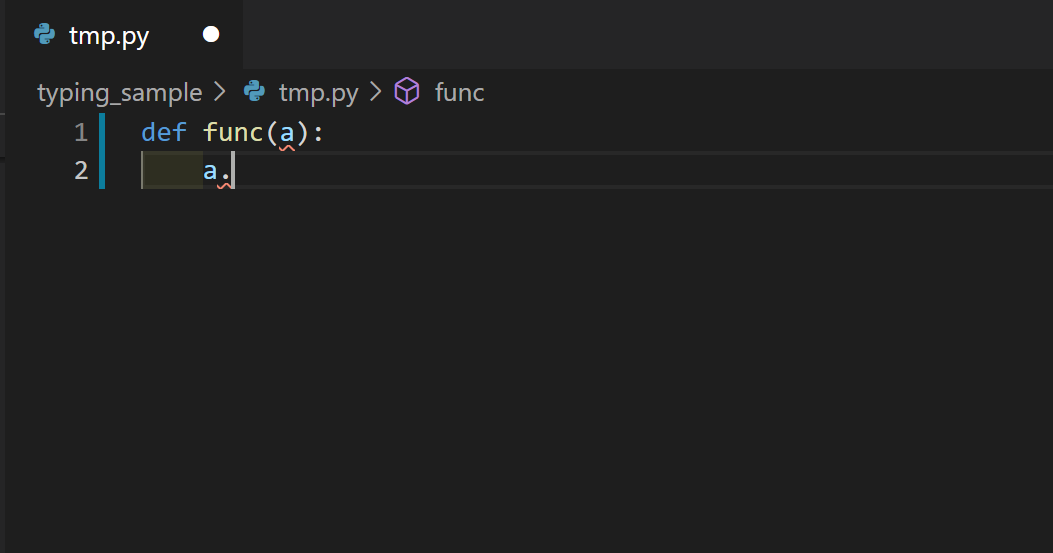 tmp.py
typing_sample > tmp.py > func
1 def func(a):
2     a.